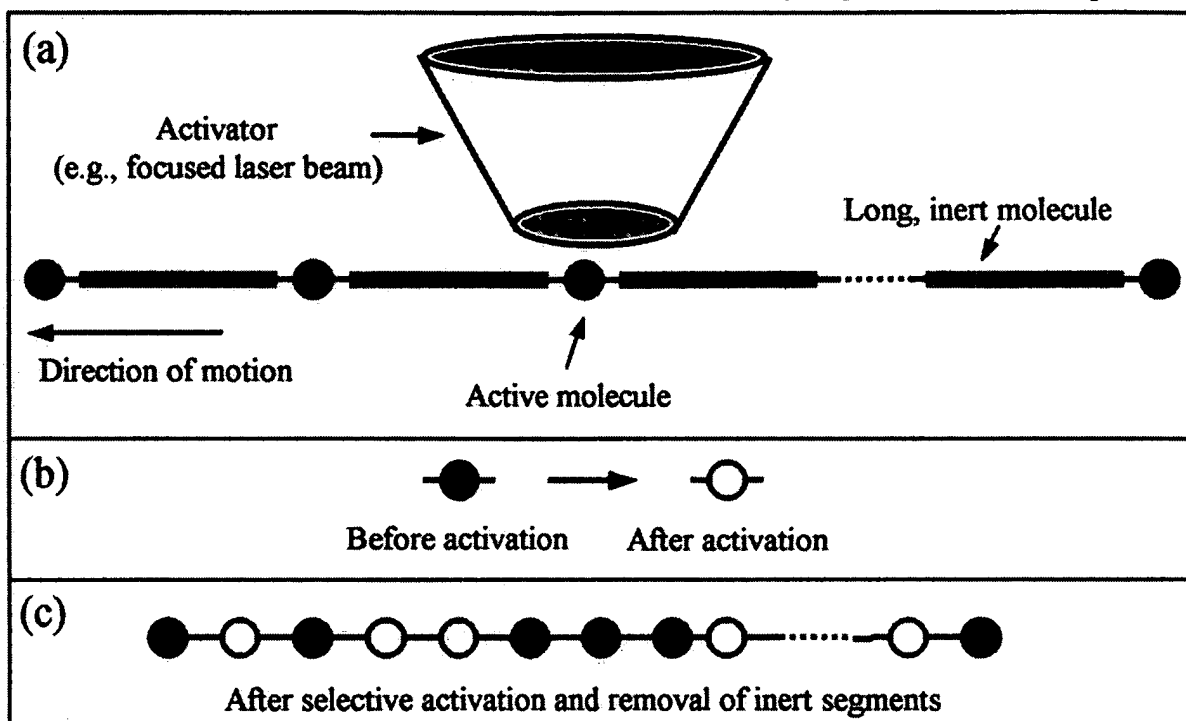 (a)
Activator
(e.g., focused laser beam)
Long, inert molecule
Direction of motion
Active molecule
(b)
Before activation
After activation
(c)
After selective activation and removal of inert segments